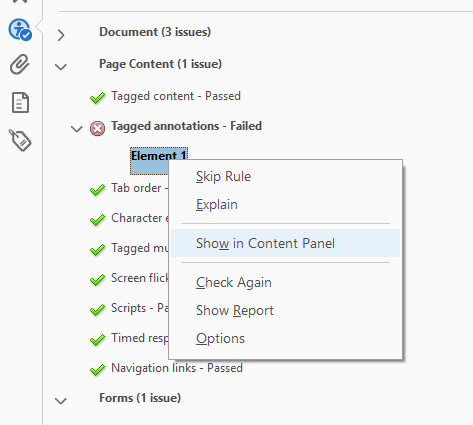 Document (3 issues)
Page Content (1 issue)
Tagged content - Passed
Tagged annotations - Failed
Element 1
Skip Rule
Explain
Show in Content Panel
Check Again
Show Report
Options
Tab order -
Character e
Tagged mu
Screen flick
Scripts - Pa
Timed resp
Navigation links - Passed
Forms (1 issue)